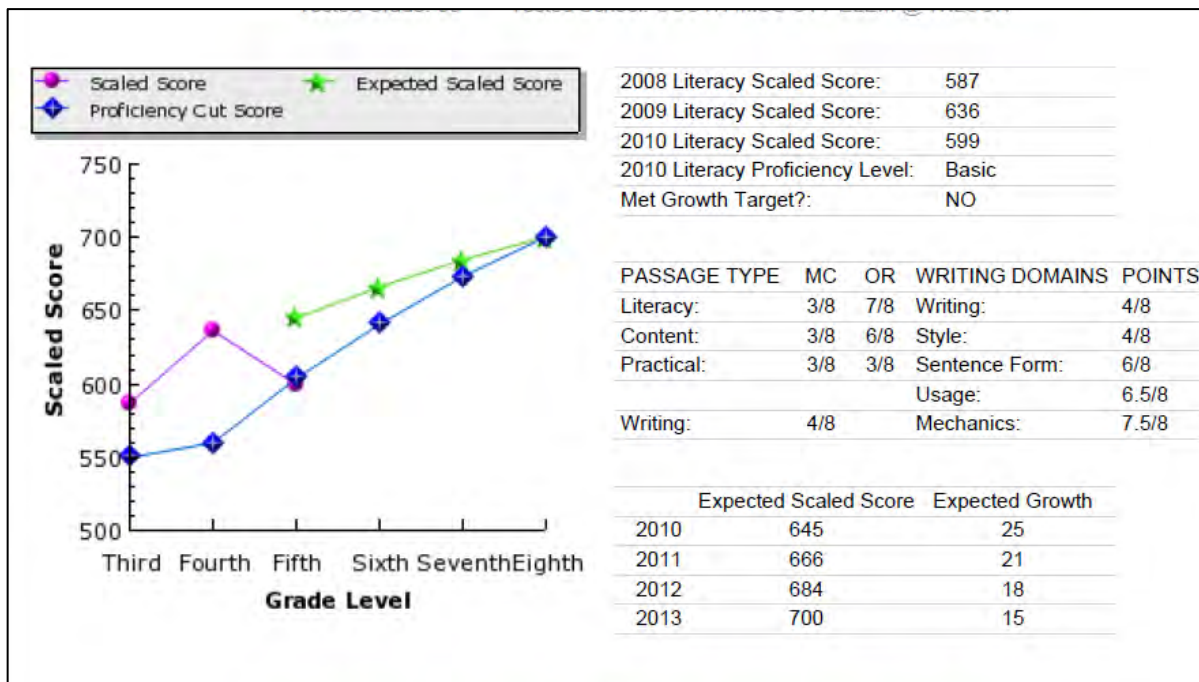 Scaled Score
Expected Scaled Score
Proficiency Cut Score
750
700
650
600
550
500
Scaled Score
Third Fourth Fifth Sixth Seventh Eighth
Grade Level
2008 Literacy Scaled Score: 587
2009 Literacy Scaled Score: 636
2010 Literacy Scaled Score: 599
2010 Literacy Proficiency Level: Basic
Met Growth Target?: NO
PASSAGE TYPE MC OR WRITING DOMAINS POINTS
Literacy: 3/8 7/8 Writing: 4/8
Content: 3/8 6/8 Style: 4/8
Practical: 3/8 3/8 Sentence Form: 6/8
Usage: 6.5/8
Writing: 4/8 Mechanics: 7.5/8
Expected Scaled Score Expected Growth
2010 645 25
2011 666 21
2012 684 18
2013 700 15